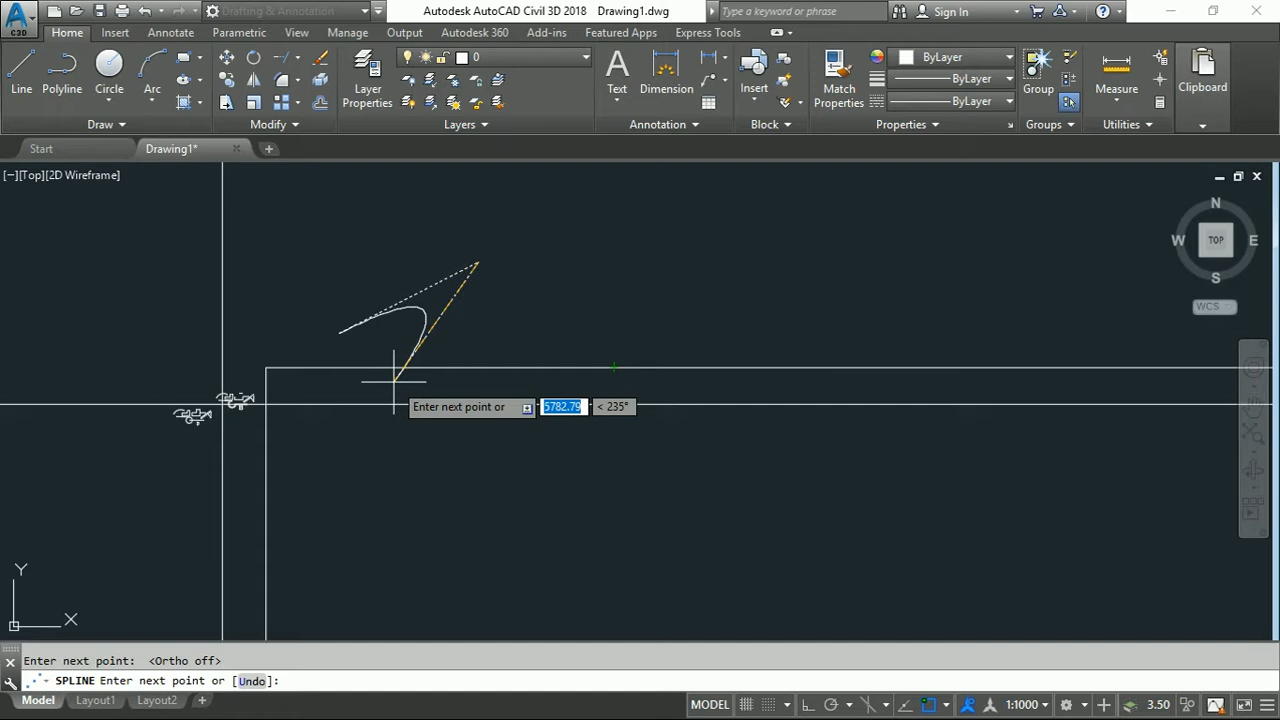 Drafting & Annotation
Autodesk AutoCAD Civil 3D 2018 Drawing1.dwg
Type a keyword or phrase
Sign In
C3D
Home Insert Annotate Parametric View Manage Output Autodesk 360 Add-ins Featured Apps Express Tools
Line Polyline Circle Arc
Draw
Modify
Layer
Properties
0
Layers
Text Dimension
Annotation
Insert
Block
Match
Properties
ByLayer
ByLayer
ByLayer
Properties
Group
Groups
Measure
Utilities
Clipboard
Start Drawing1*
[−][Top][2D Wireframe]
N
W TOP E
S
WCS
Enter next point or 5782.79 < 235°
Y
X
Enter next point: <Ortho off>
SPLINE Enter next point or [Undo]:
Model Layout1 Layout2
MODEL 1:1000 3.50